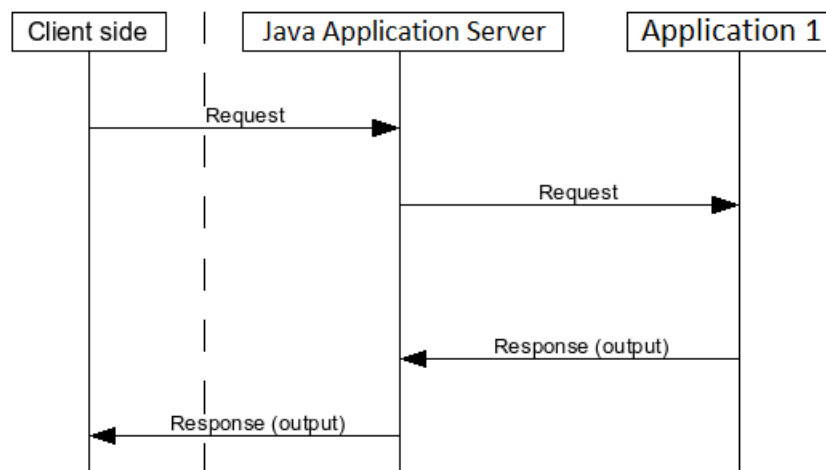 Client side
Java Application Server
Application 1
Request
Request
Response (output)
Response (output)